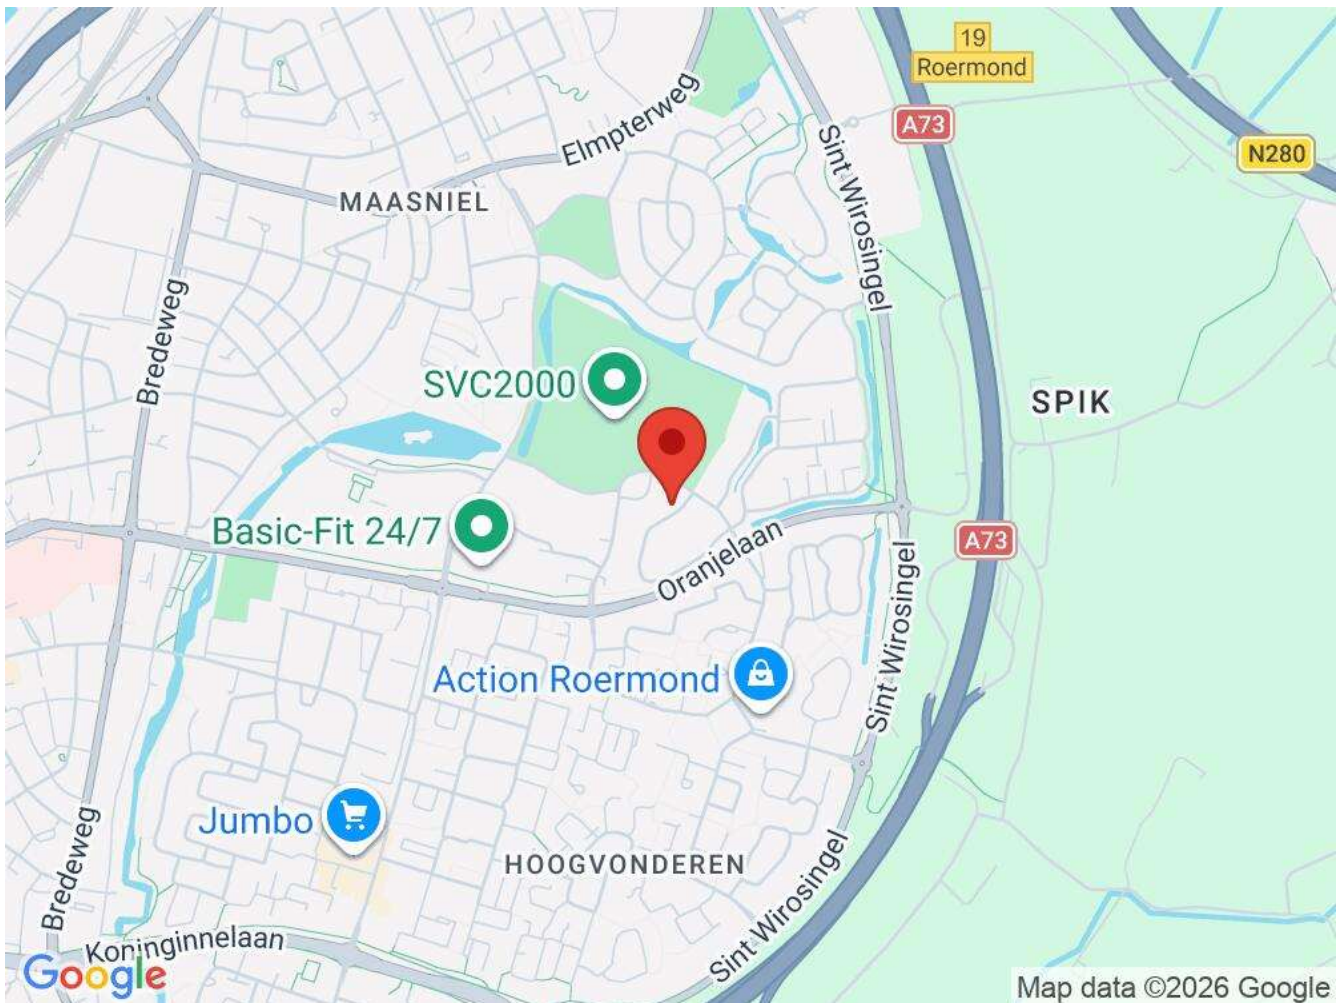 19
Roermond
A73
N280
Sint Wirosingel
Elmpterweg
MAASNIEL
Bredeweg
SVC2000
SPIK
Basic-Fit 24/7
Oranjelaan
A73
Sint Wirosingel
Action Roermond
Jumbo
HOOGVONDEREN
Bredeweg
Sint Wirosingel
Koninginnelaan
Google
Map data ©2026 Google